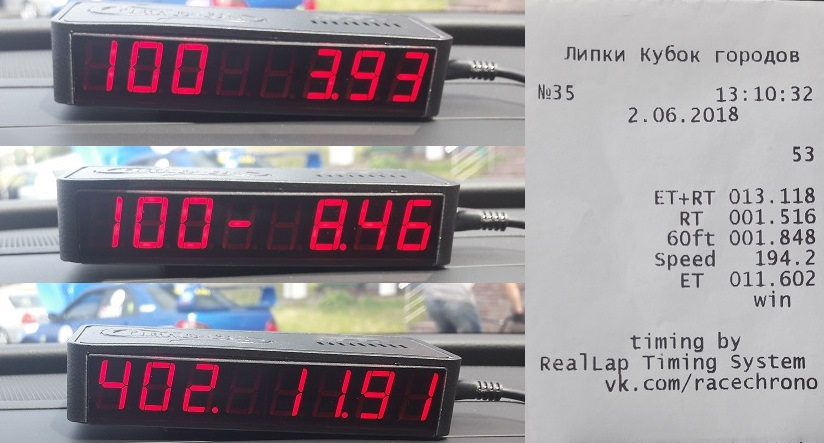 100 3.93
100- 8.46
402. 11.91
Липки Кубок городов
№35 13:10:32
2.06.2018
53
ET+RT 013.118
RT 001.516
60ft 001.848
Speed 194.2
ET 011.602
win
timing by
RealLap Timing System
vk.com/racechrono